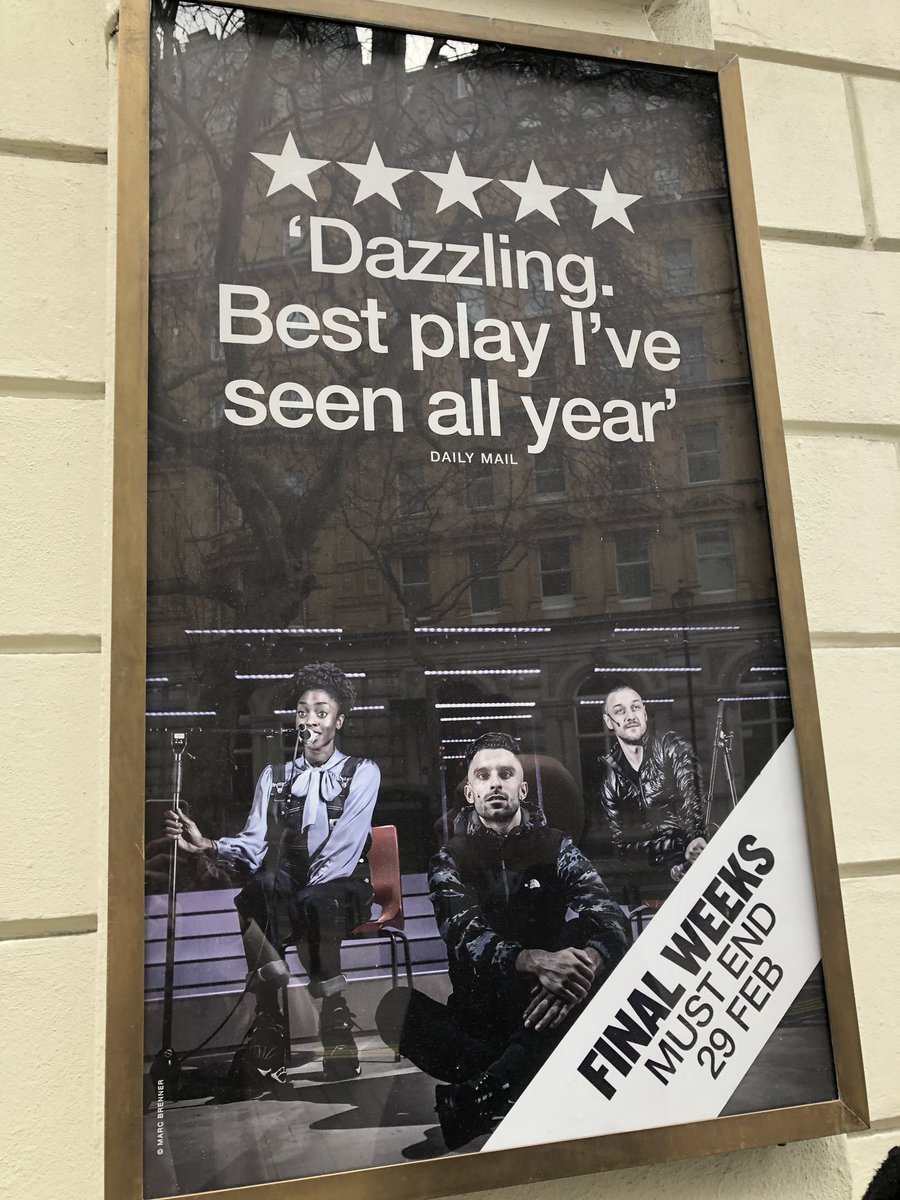 ‘Dazzling.
Best play I’ve
seen all year’
DAILY MAIL
FINAL WEEKS
MUST END
29 FEB
© MARC BRENNER